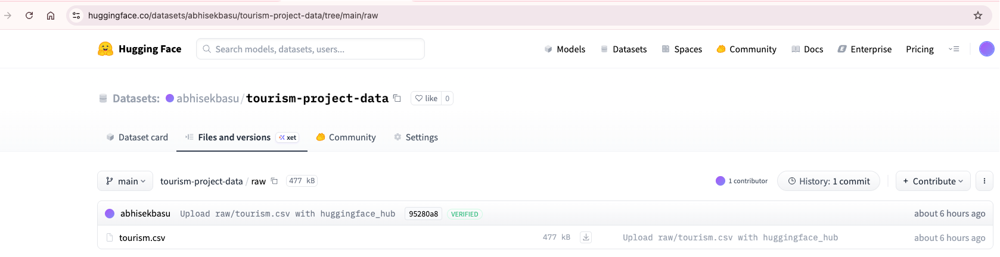 huggingface.co/datasets/abhisekbasu/tourism-project-data/tree/main/raw
Hugging Face
Search models, datasets, users...
Models
Datasets
Spaces
Community
Docs
Enterprise
Pricing
Datasets: abhisekbasu/tourism-project-data
like 0
Dataset card
Files and versions xet
Community
Settings
main
tourism-project-data / raw
477 kB
1 contributor
History: 1 commit
+ Contribute
abhisekbasu Upload raw/tourism.csv with huggingface_hub 95280a8 VERIFIED about 6 hours ago
tourism.csv 477 kB Upload raw/tourism.csv with huggingface_hub about 6 hours ago